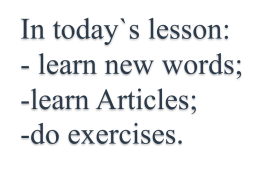 In today`s lesson:
- learn new words;
-learn Articles;
-do exercises.